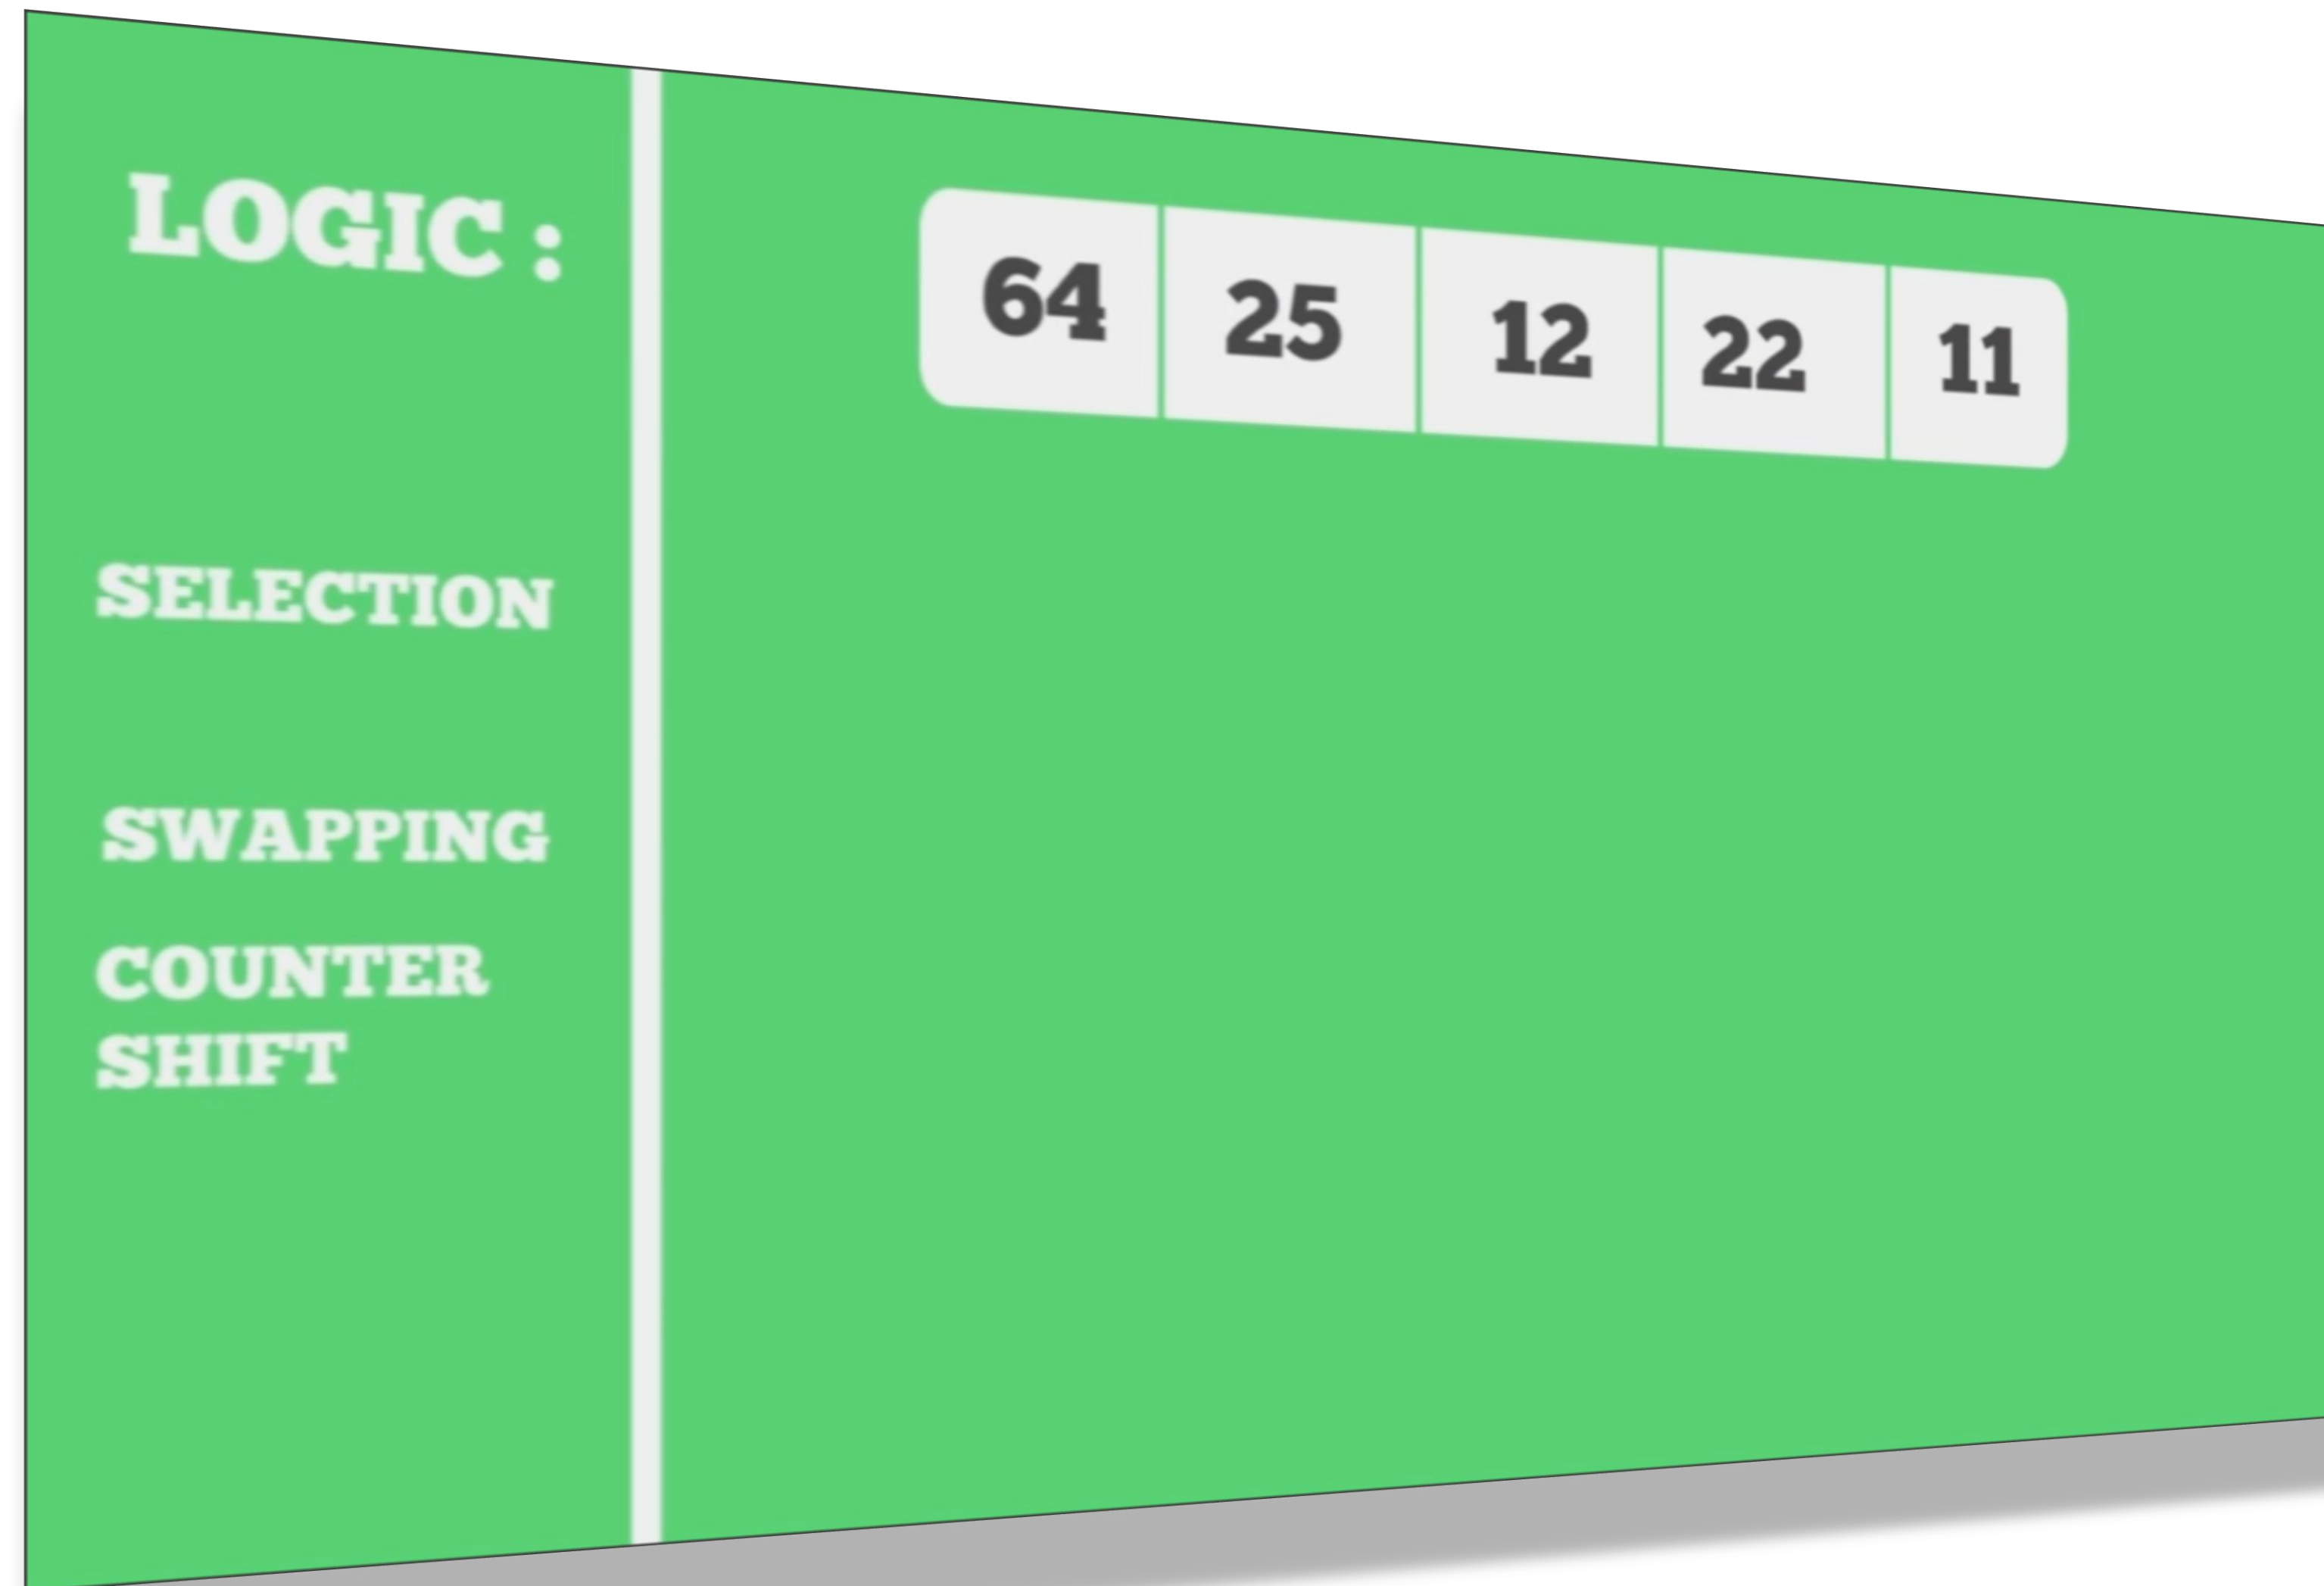 LOGIC :
64 25 12 22 11
SELECTION
SWAPPING
COUNTER
SHIFT